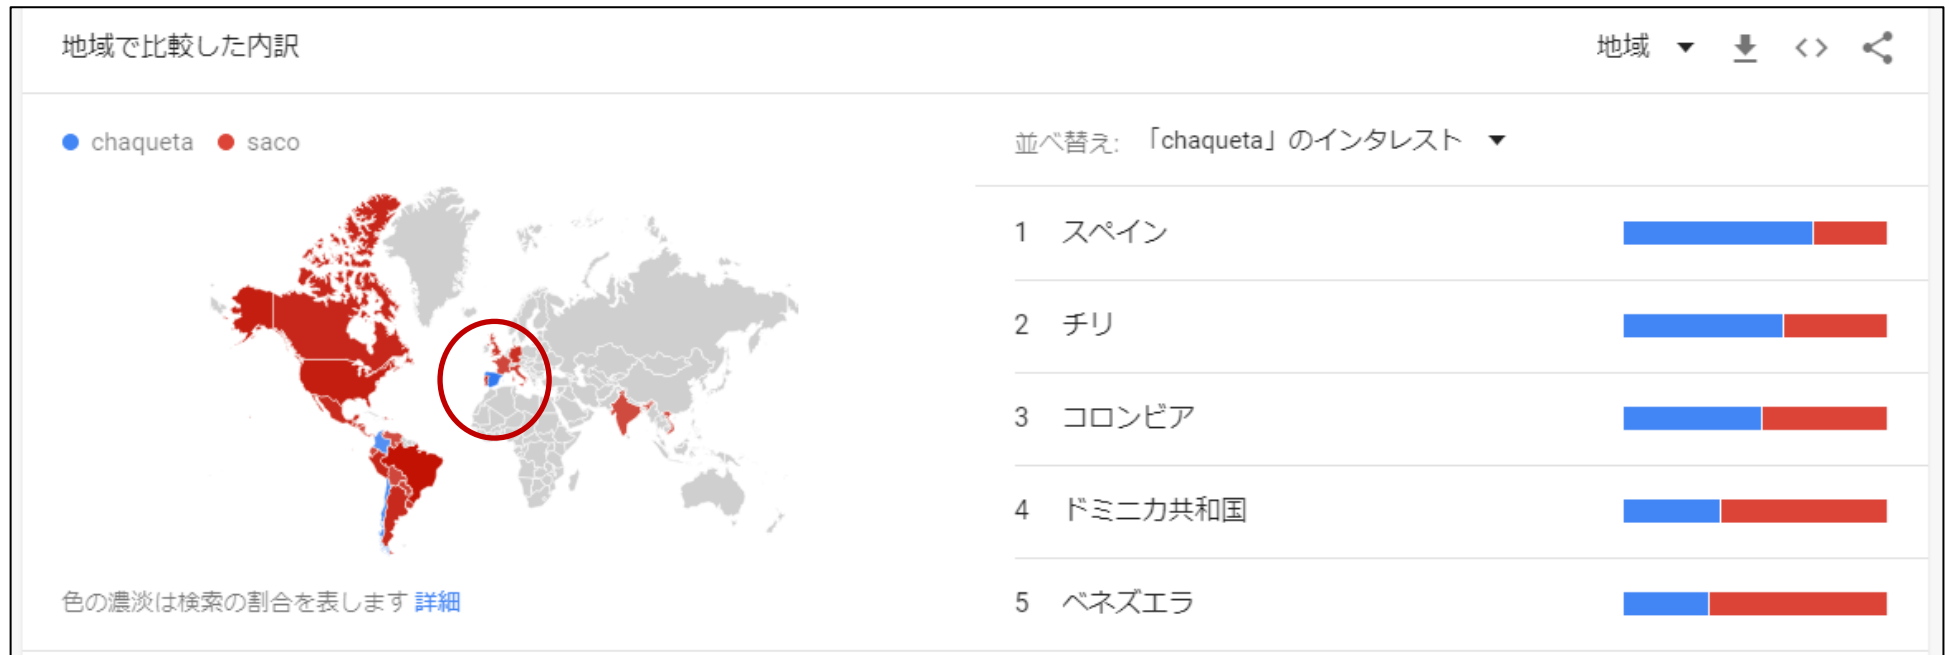 地域で比較した内訳
地域
chaqueta saco
並べ替え: 「chaqueta」のインタレスト
1 スペイン
2 チリ
3 コロンビア
4 ドミニカ共和国
5 ベネズエラ
色の濃淡は検索の割合を表します 詳細